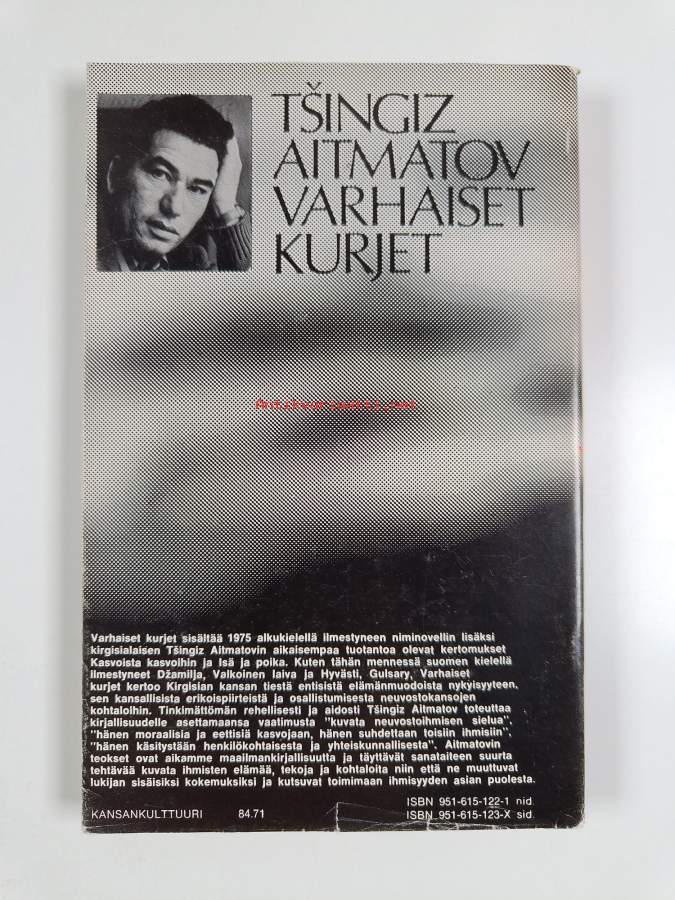 TŠINGIZ
AITMATOV
VARHAISET
KURJET
Antikvariaatti.net
Varhaiset kurjet sisältää 1975 alkukielellä ilmestyneen niminovellin lisäksi
kirgisialaisen Tšingiz Aitmatovin aikaisempaa tuotantoa olevat kertomukset
Kasvoista kasvoihin ja Isä ja poika. Kuten tähän mennessä suomen kielellä
ilmestyneet Džamilja, Valkoinen laiva ja Hyvästi, Gulsary, Varhaiset
kurjet kertoo Kirgisian kansan tiestä entisistä elämänmuodoista nykyisyyteen,
sen kansallisista erikoispiirteistä ja osallistumisesta neuvostokansojen
kohtaloihin. Tinkimättömän rehellisesti ja aidosti Tšingiz Aitmatov toteuttaa
kirjallisuudelle asettamaansa vaatimusta "kuvata neuvostoihmisen sielua",
"hänen moraalisia ja eettisiä kasvojaan, hänen suhdettaan toisiin ihmisiin",
"hänen käsitystään henkilökohtaisesta ja yhteiskunnallisesta". Aitmatovin
teokset ovat aikamme maailmankirjallisuutta ja täyttävät sanataiteen suurta
tehtävää kuvata ihmisten elämää, tekoja ja kohtaloita niin että ne muuttuvat
lukijan sisäisiksi kokemuksiksi ja kutsuvat toimimaan ihmisyyden asian puolesta.
ISBN 951-615-122-1 nid.
KANSANKULTTUURI 84.71 ISBN 951-615-123-X sid.